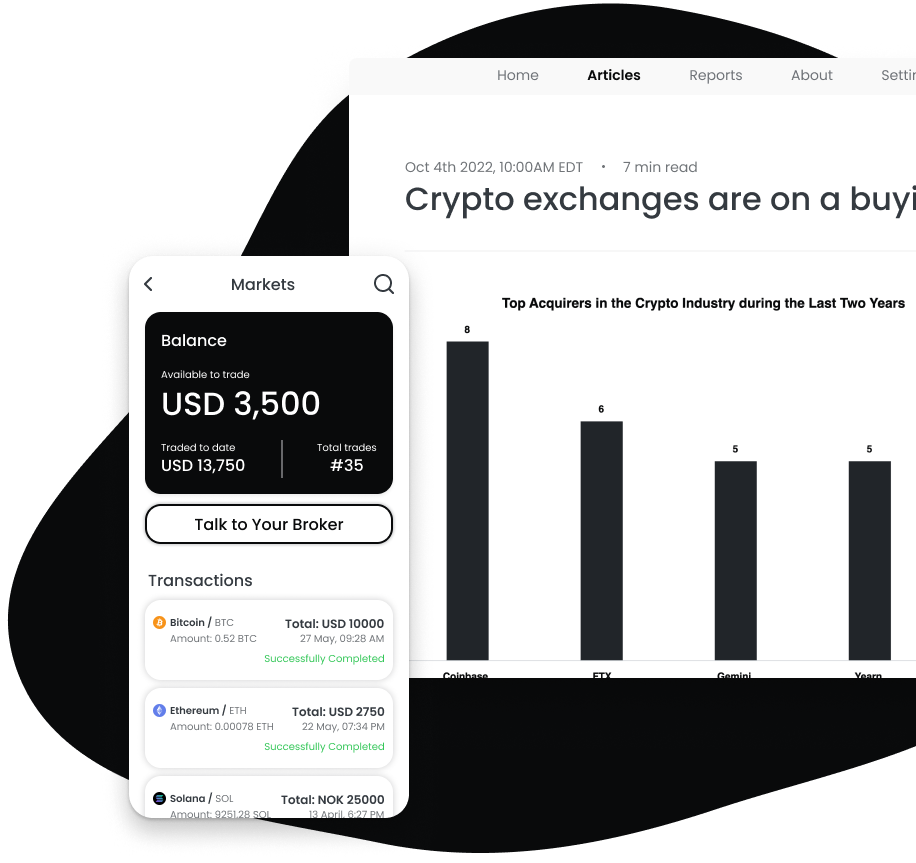 Home Articles Reports About
Oct 4th 2022, 10:00AM EDT • 7 min read
Crypto exchanges are on a
Top Acquirers in the Crypto Industry during the Last Two Years
8
6
5
5
Coinbase FTX Gemini Yearn
Markets
Balance
Available to trade
USD 3,500
Traded to date
USD 13,750
Total trades
#35
Talk to Your Broker
Transactions
Bitcoin / BTC
Total: USD 10000
Amount: 0.52 BTC
27 May, 09:28 AM
Successfully Completed
Ethereum / ETH
Total: USD 2750
Amount: 0.00078 ETH
22 May, 07:34 PM
Successfully Completed
Solana / SOL
Total: NOK 25000
Amount: 9251.28 SOL
13 April, 6:27 PM